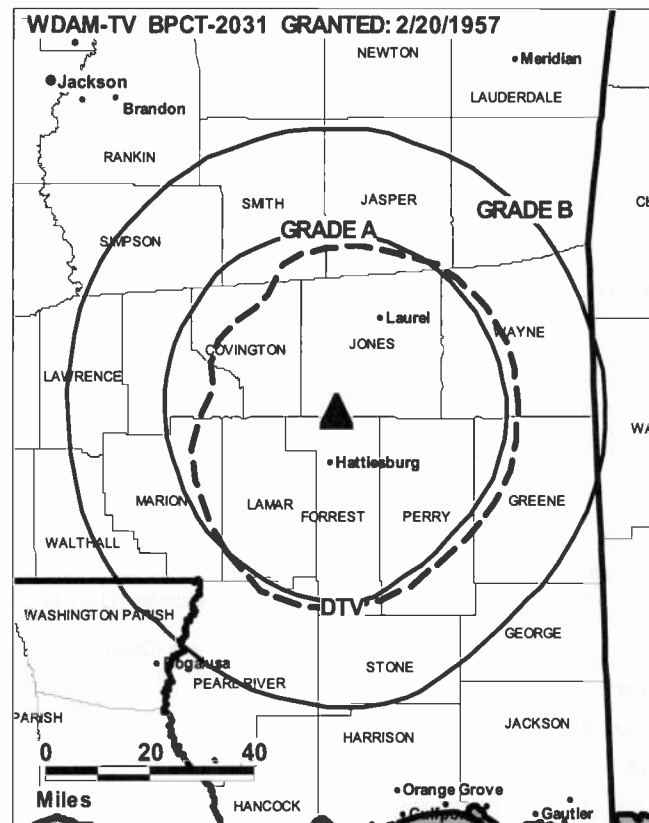 WDAM-TV BPCT-2031 GRANTED: 2/20/1957
NEWTON
Meridian
Jackson
LAUDERDALE
Brandon
RANKIN
SMITH
JASPER
GRADE B
GRADE A
SIMPSON
Laurel
WAYNE
COVINGTON
JONES
LAWRENCE
WA
Hattiesburg
MARION
LAMAR
FORREST
PERRY
GREENE
WALTHALL
DTV
WASHINGTON PARISH
GEORGE
Bogalusa
STONE
PEARL RIVER
PARISH
JACKSON
HARRISON
0 20 40
Miles
Orange Grove
HANCOCK
Gautier